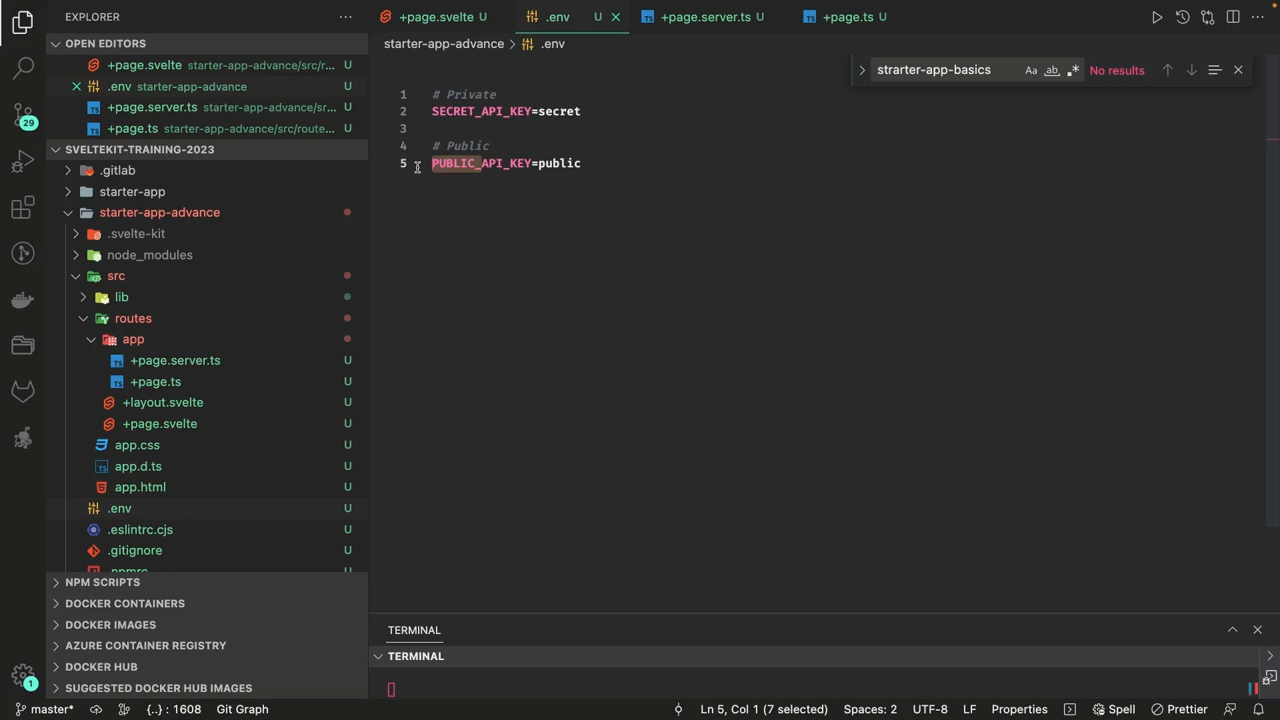 EXPLORER
+page.svelte U
.env U
+page.server.ts U
+page.ts U
OPEN EDITORS
+page.svelte starter-app-advance/src/r... U
.env starter-app-advance U
+page.server.ts starter-app-advance/sr... U
+page.ts starter-app-advance/src/route... U
SVELTEKIT-TRAINING-2023
.gitlab
starter-app
starter-app-advance
.svelte-kit
node_modules
src
lib
routes
app
+page.server.ts U
+page.ts U
+layout.svelte U
+page.svelte U
app.css U
app.d.ts U
app.html U
.env U
.eslintrc.cjs U
.gitignore U
.npmrc U
NPM SCRIPTS
DOCKER CONTAINERS
DOCKER IMAGES
AZURE CONTAINER REGISTRY
DOCKER HUB
SUGGESTED DOCKER HUB IMAGES
29
1
starter-app-advance > .env
strarter-app-basics Aa ab .* No results
1 # Private
2 SECRET_API_KEY=secret
3
4 # Public
5 PUBLIC_API_KEY=public
TERMINAL
TERMINAL
master* {..} : 1608 Git Graph Ln 5, Col 1 (7 selected) Spaces: 2 UTF-8 LF Properties Spell Prettier